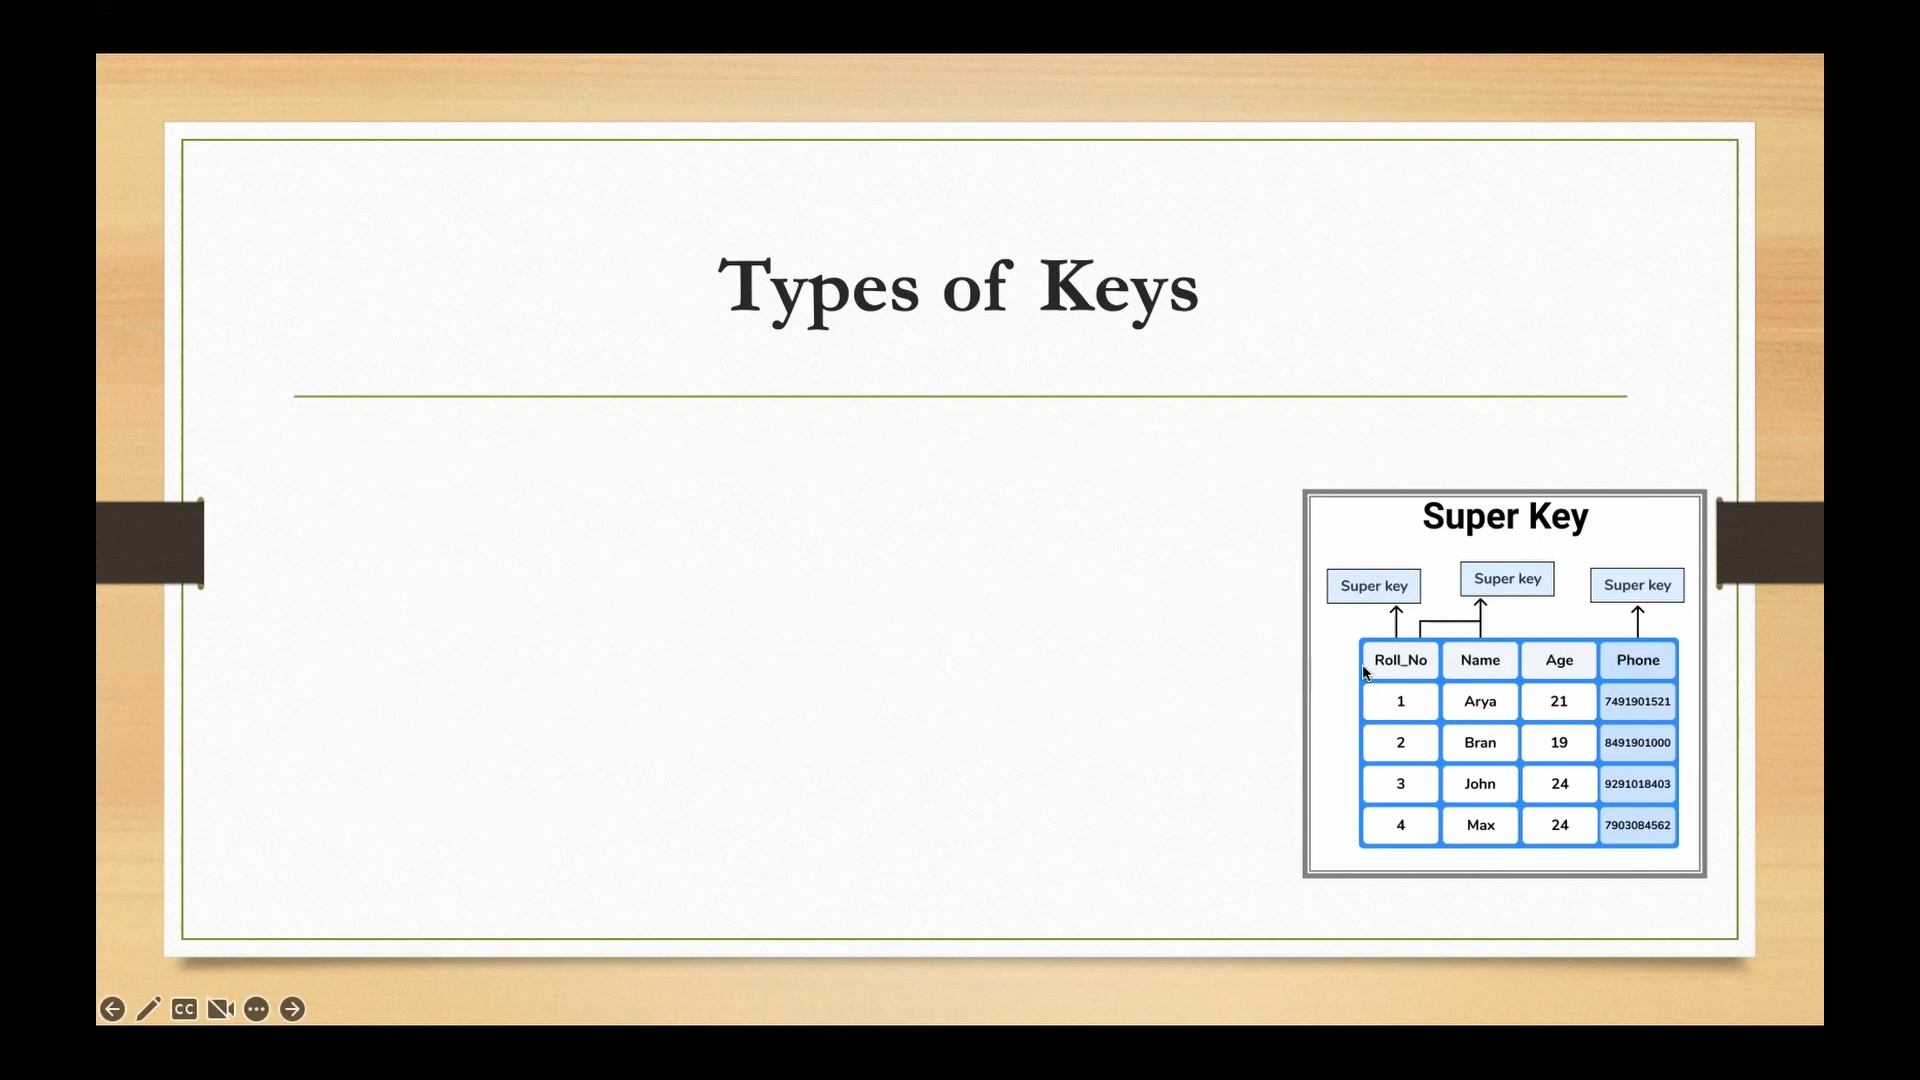 Types of Keys
Super Key
Super key Super key Super key
Roll_No Name Age Phone
1 Arya 21 7491901521
2 Bran 19 8491901000
3 John 24 9291018403
4 Max 24 7903084562
CC